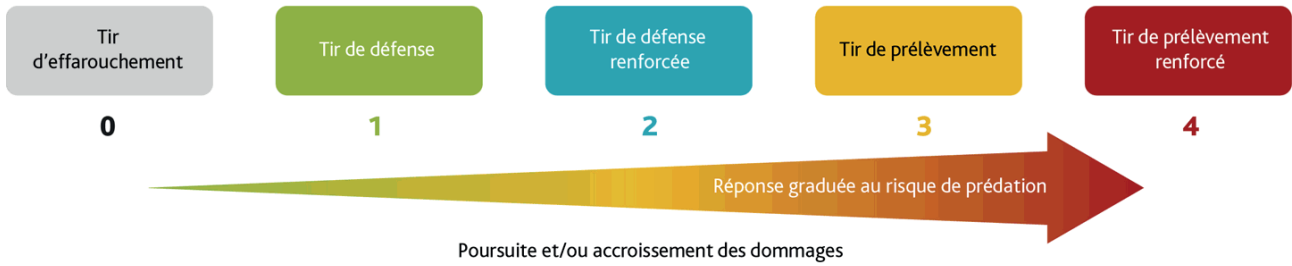 Tir
d'effarouchement
Tir de défense
Tir de défense
renforcée
Tir de prélèvement
Tir de prélèvement
renforcé
0
1
2
3
4
Réponse graduée au risque de prédation
Poursuite et/ou accroissement des dommages